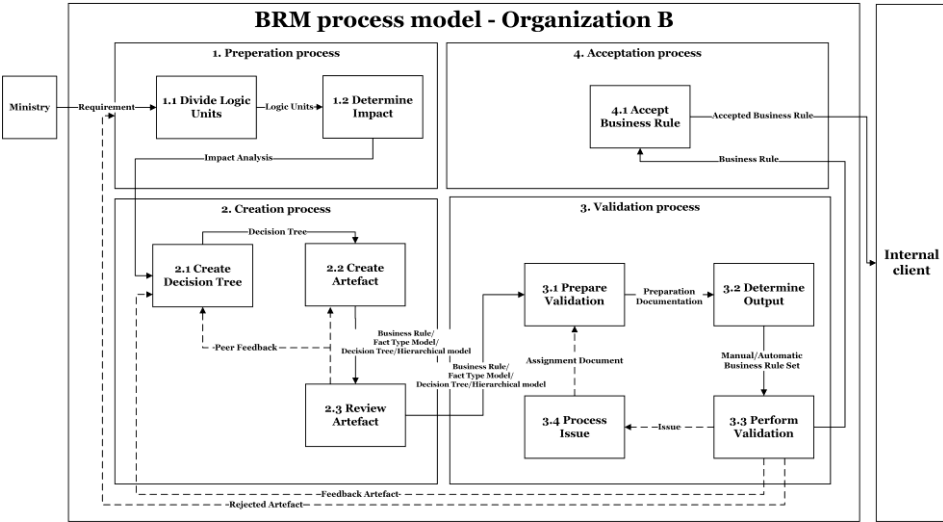 BRM process model - Organization B
1. Preperation process
4. Acceptation process
Ministry
Requirement
1.1 Divide Logic
Units
Logic Units
1.2 Determine
Impact
4.1 Accept
Business Rule
Accepted Business Rule
Impact Analysis
Business Rule
2. Creation process
3. Validation process
Decision Tree
2.1 Create
Decision Tree
2.2 Create
Artefact
3.1 Prepare
Validation
Preparation
Documentation
3.2 Determine
Output
Internal
client
Peer Feedback
Business Rule/
Fact Type Model/
Decision Tree/Hierarchical model
Business Rule/
Fact Type Model/
Decision Tree/Hierarchical model
Assignment Document
Manual/Automatic
Business Rule Set
2.3 Review
Artefact
3.4 Process
Issue
Issue
3.3 Perform
Validation
Feedback Artefact
Rejected Artefact